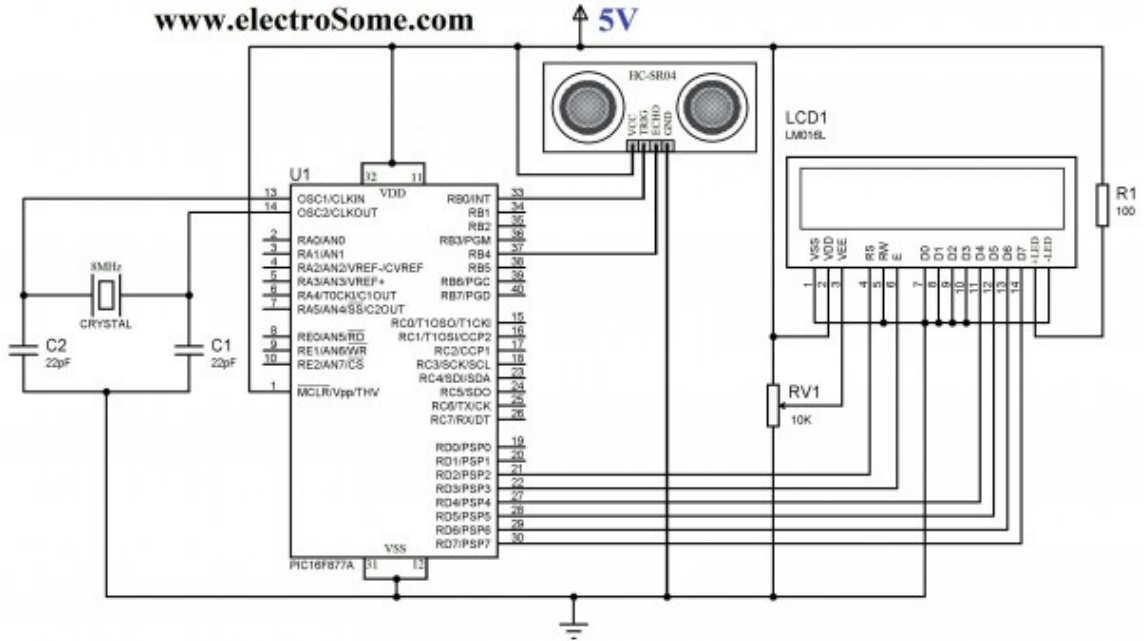 www.electroSome.com
5V
HC-SR04
VCC
TRIG
ECHO
GND
LCD1
LM016L
VSS
VDD
VEE
RS
RW
E
D0
D1
D2
D3
D4
D5
D6
D7
+LED
-LED
1
2
3
4
5
6
7
8
9
10
11
12
13
14
R1
100
RV1
10K
8MHz
CRYSTAL
C2
22pF
C1
22pF
U1
32 11
VDD
13 OSC1/CLKIN
14 OSC2/CLKOUT
2 RA0/AN0
3 RA1/AN1
4 RA2/AN2/VREF-/CVREF
5 RA3/AN3/VREF+
6 RA4/T0CKI/C1OUT
7 RA5/AN4/SS/C2OUT
8 RE0/AN5/RD
9 RE1/AN6/WR
10 RE2/AN7/CS
1 MCLR/Vpp/THV
RB0/INT 33
RB1 34
RB2 35
RB3/PGM 36
RB4 37
RB5 38
RB6/PGC 39
RB7/PGD 40
RC0/T1OSO/T1CKI 15
RC1/T1OSI/CCP2 16
RC2/CCP1 17
RC3/SCK/SCL 18
RC4/SDI/SDA 23
RC5/SDO 24
RC6/TX/CK 25
RC7/RX/DT 26
RD0/PSP0 19
RD1/PSP1 20
RD2/PSP2 21
RD3/PSP3 22
RD4/PSP4 27
RD5/PSP5 28
RD6/PSP6 29
RD7/PSP7 30
VSS
PIC16F877A
31 12